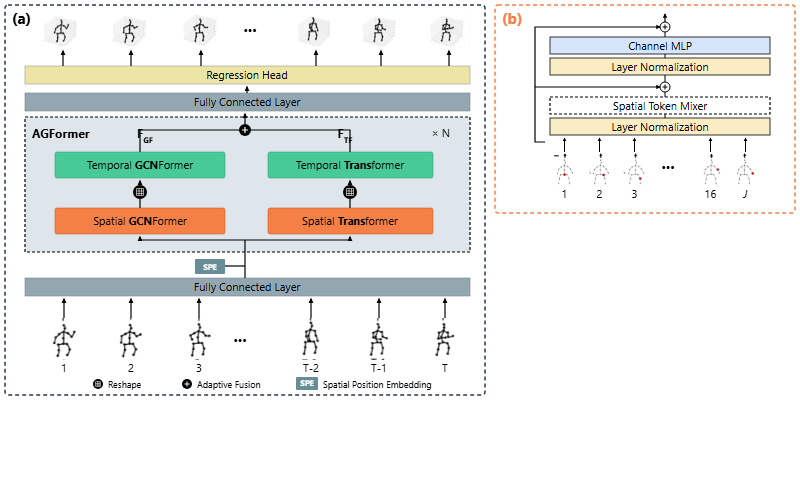 (a)
Regression Head
Fully Connected Layer
AGFormer
F GF
F TF
× N
Temporal GCNFormer
Temporal Transformer
Spatial GCNFormer
Spatial Transformer
SPE
Fully Connected Layer
1 2 3 ••• T-2 T-1 T
Reshape
Adaptive Fusion
SPE Spatial Position Embedding
(b)
Channel MLP
Layer Normalization
Spatial Token Mixer
Layer Normalization
1 2 3 16 J